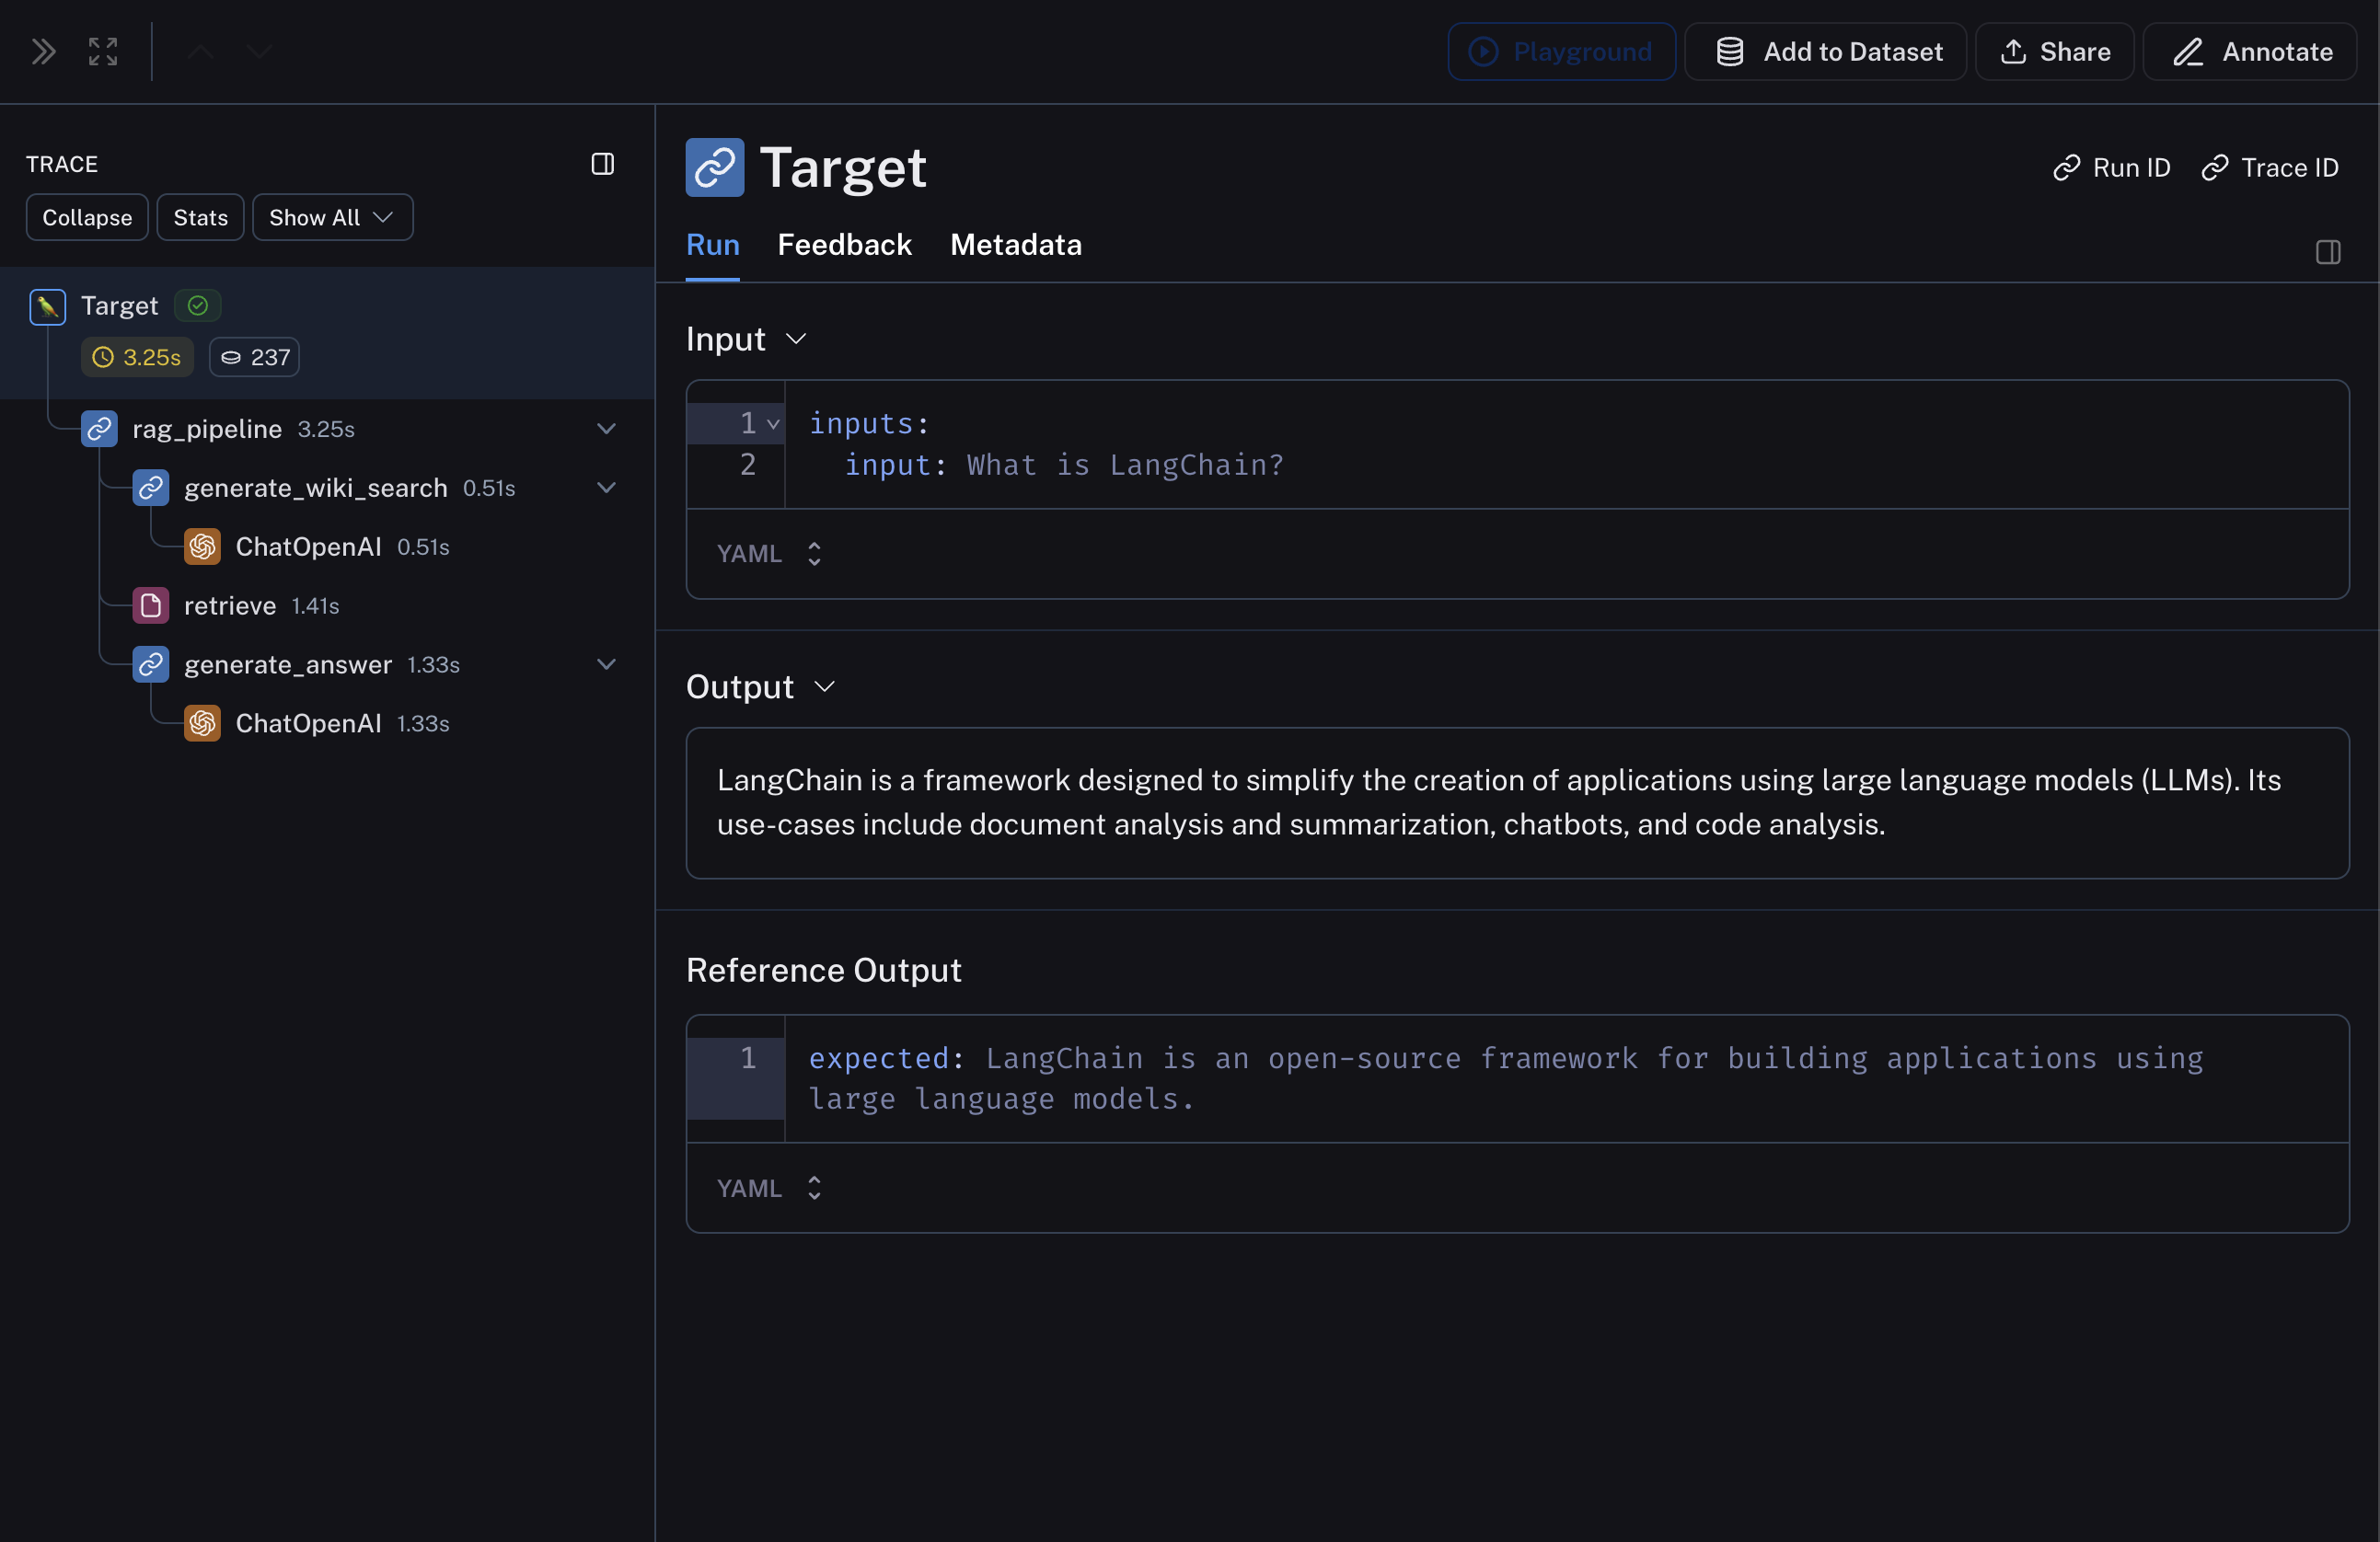 Playground
Add to Dataset
Share
Annotate
TRACE
Collapse
Stats
Show All
Target
3.25s
237
rag_pipeline 3.25s
generate_wiki_search 0.51s
ChatOpenAI 0.51s
retrieve 1.41s
generate_answer 1.33s
ChatOpenAI 1.33s
Target
Run ID
Trace ID
Run
Feedback
Metadata
Input
1 inputs:
2 input: What is LangChain?
YAML
Output
LangChain is a framework designed to simplify the creation of applications using large language models (LLMs). Its
use-cases include document analysis and summarization, chatbots, and code analysis.
Reference Output
1 expected: LangChain is an open-source framework for building applications using
large language models.
YAML